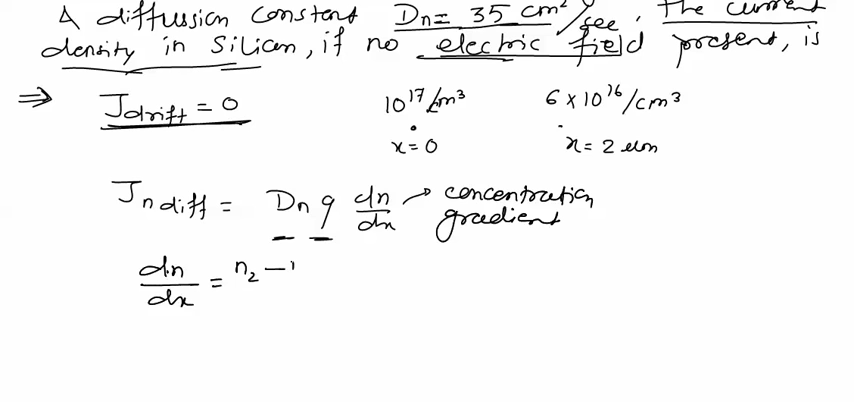 A diffussion constant Dn = 35 cm²/sec. The current
density in Silicon, if no electric field present, is
⇒ Jdrift = 0 10¹⁷/cm³ 6 × 10¹⁶/cm³
x = 0 x = 2 um
Jn diff = Dn q dn/dx → concentration
gradient
dn/dx = n₂ –